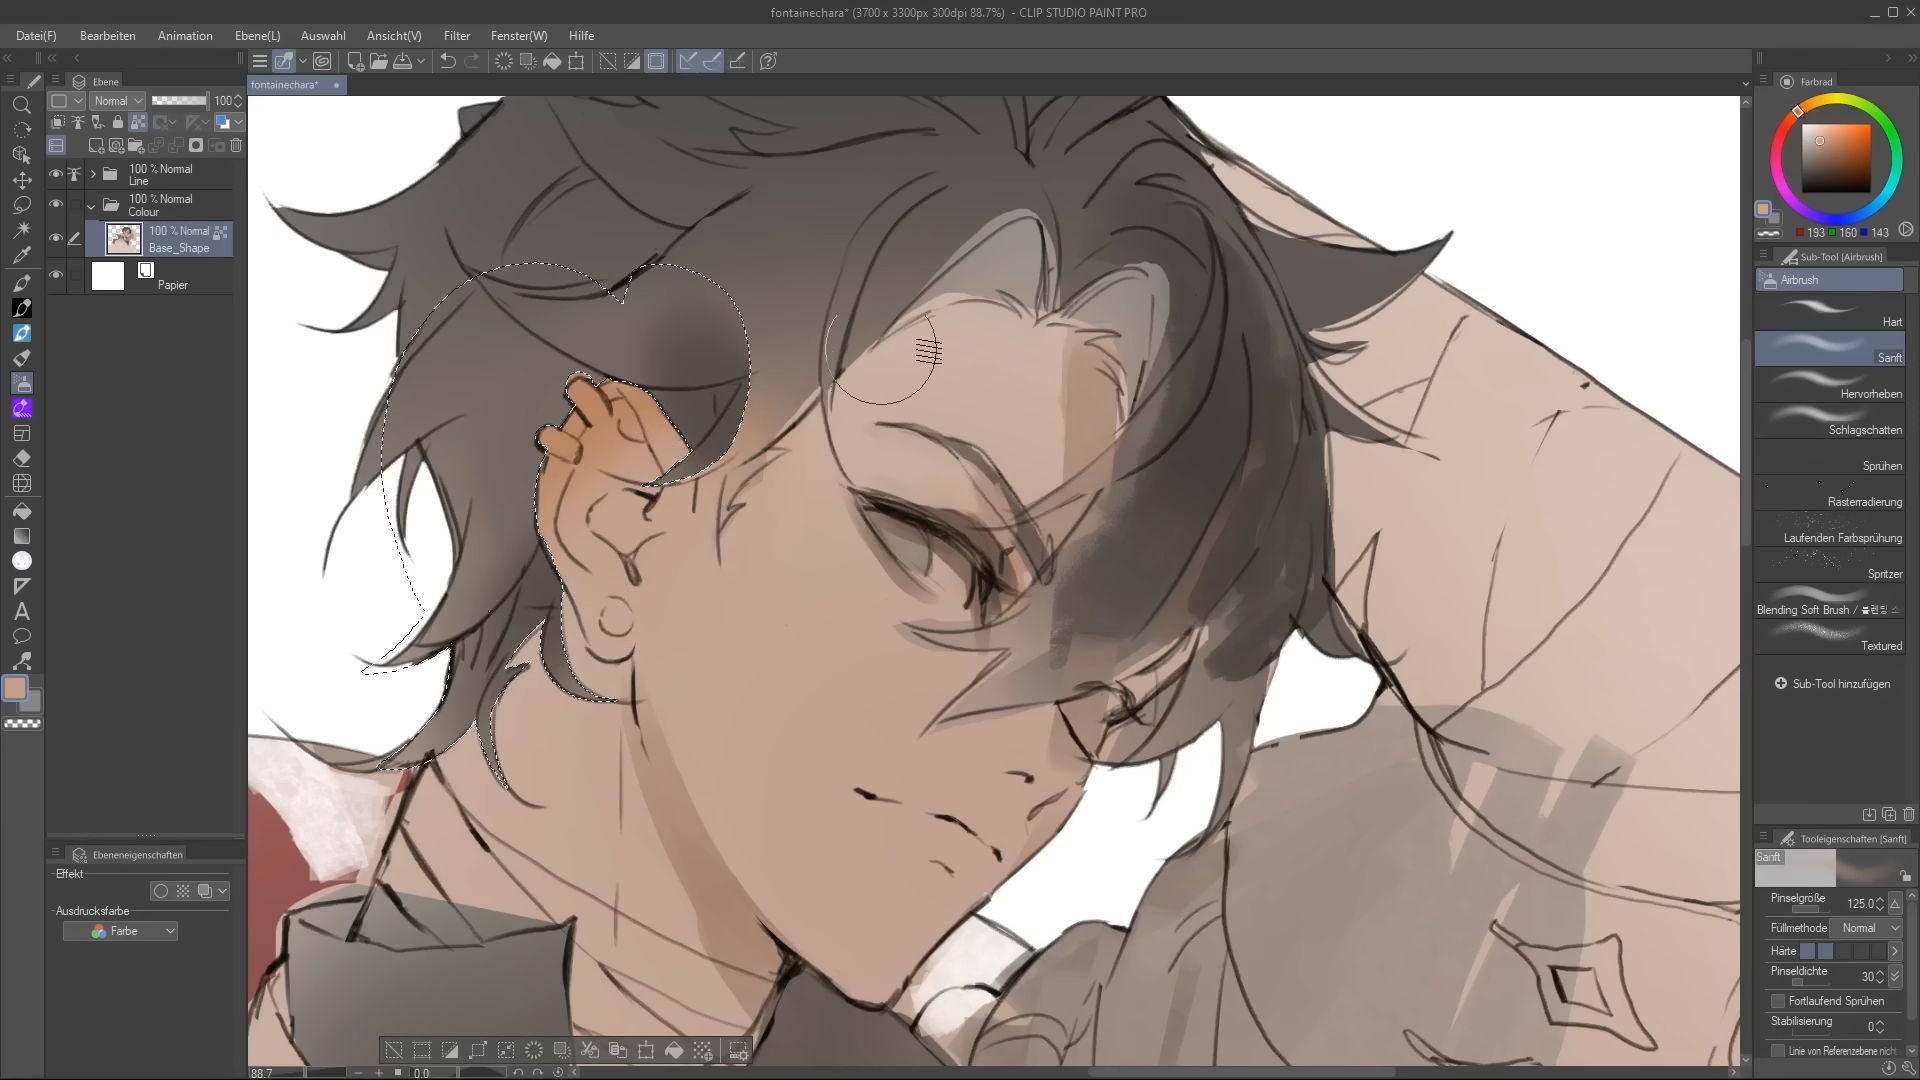 fontainechara* (3700 x 3300px 300dpi 88.7%) - CLIP STUDIO PAINT PRO
Datei(F) Bearbeiten Animation Ebene(L) Auswahl Ansicht(V) Filter Fenster(W) Hilfe
Ebene
fontainechara*
Normal 100
100 % Normal
Line
100 % Normal
Colour
100 % Normal
Base_Shape
Papier
Ebeneneigenschaften
Effekt
Ausdrucksfarbe
Farbe
A
88.7 0.0
Farbrad
193 160 143
Sub-Tool [Airbrush]
Airbrush
Hart
Sanft
Hervorheben
Schlagschatten
Sprühen
Rasterradierung
Laufenden Farbsprühung
Spritzer
Blending Soft Brush / 블렌딩 소
Textured
Sub-Tool hinzufügen
Tooleigenschaften [Sanft]
Sanft
Pinselgröße 125.0
Füllmethode Normal
Härte
Pinseldichte 30
Fortlaufend Sprühen
Stabilisierung 0
Linie von Referenzebene nicht